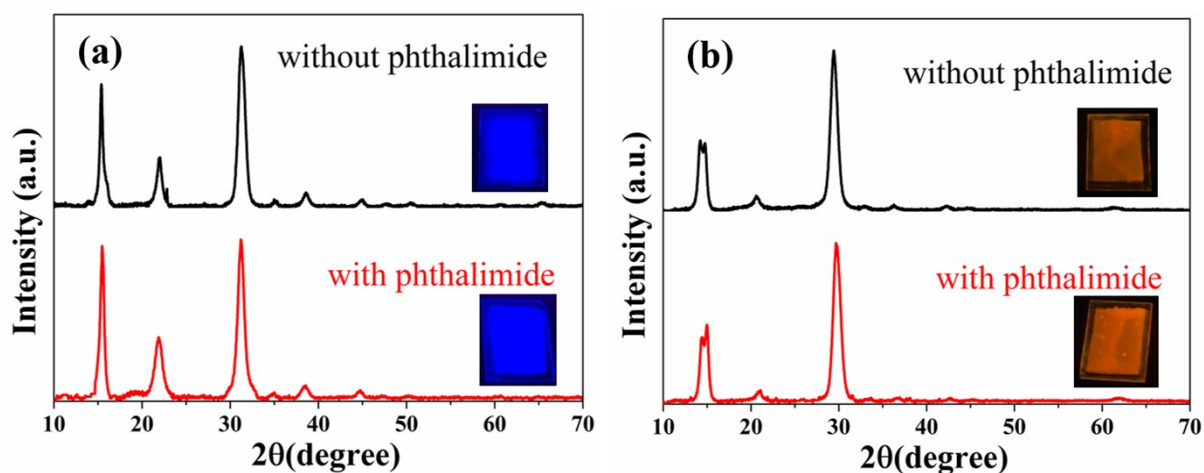 (a)
without phthalimide
with phthalimide
Intensity (a.u.)
10 20 30 40 50 60 70
2θ(degree)
(b)
without phthalimide
with phthalimide
Intensity (a.u.)
10 20 30 40 50 60 70
2θ(degree)